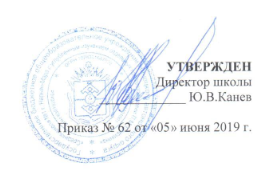 УТВЕРЖДЕН
Директор школы
Ю.В.Канев
Приказ № 62 от «05» июня 2019 г.